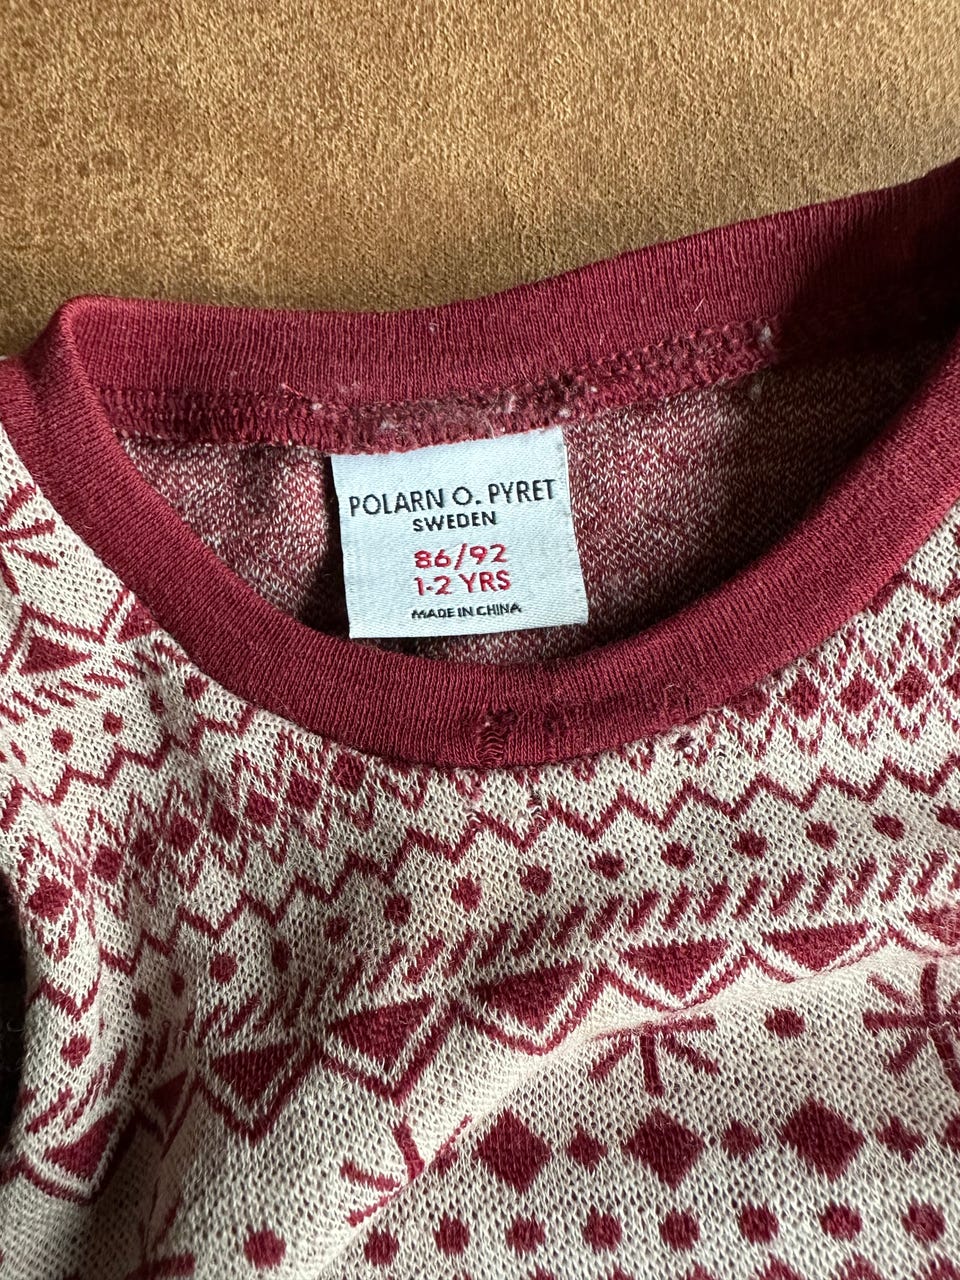 POLARN O. PYRET
SWEDEN
86/92
1-2 YRS
MADE IN CHINA